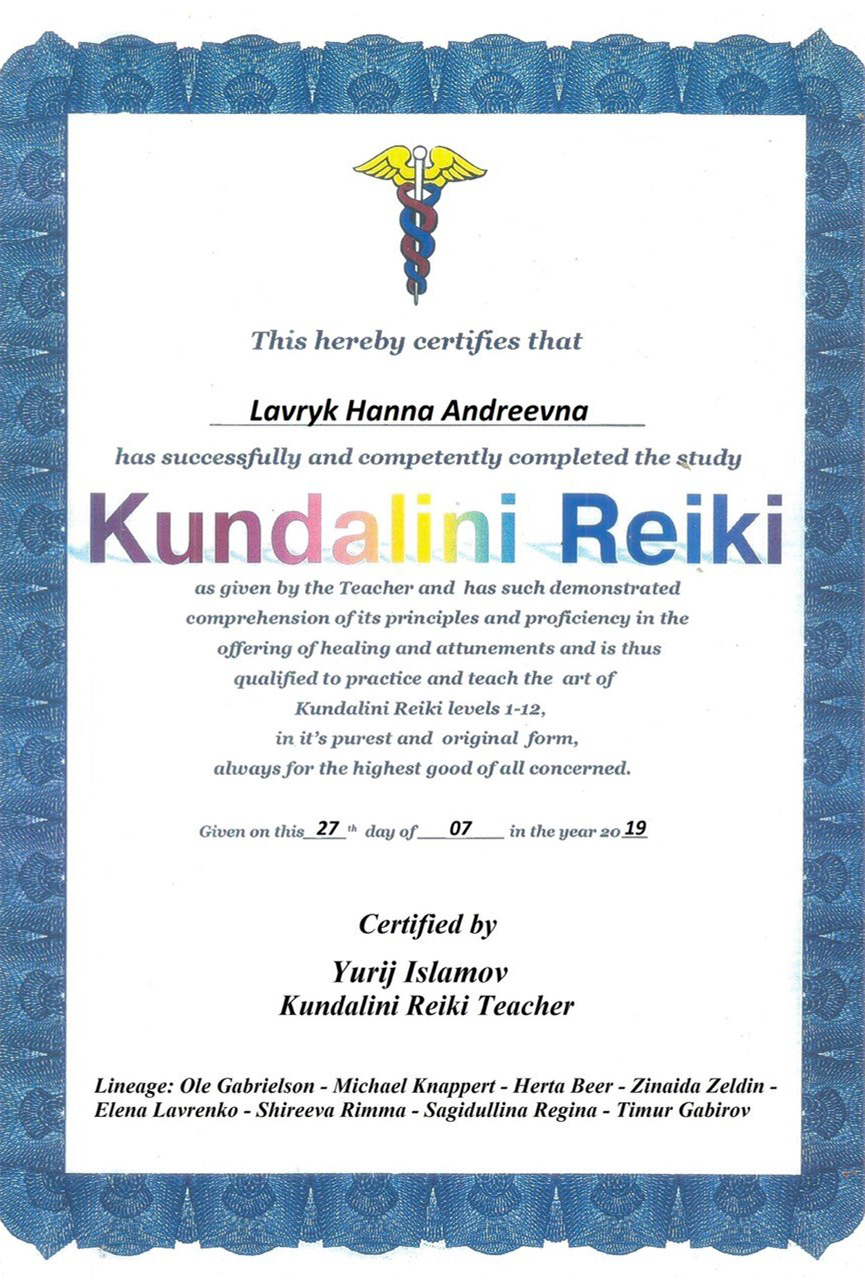 This hereby certifies that
Lavryk Hanna Andreevna
has successfully and competently completed the study
Kundalini Reiki
as given by the Teacher and has such demonstrated
comprehension of its principles and proficiency in the
offering of healing and attunements and is thus
qualified to practice and teach the art of
Kundalini Reiki levels 1-12,
in it's purest and original form,
always for the highest good of all concerned.
Given on this 27 th day of 07 in the year 20 19
Certified by
Yurij Islamov
Kundalini Reiki Teacher
Lineage: Ole Gabrielson - Michael Knappert - Herta Beer - Zinaida Zeldin -
Elena Lavrenko - Shireeva Rimma - Sagidullina Regina - Timur Gabirov